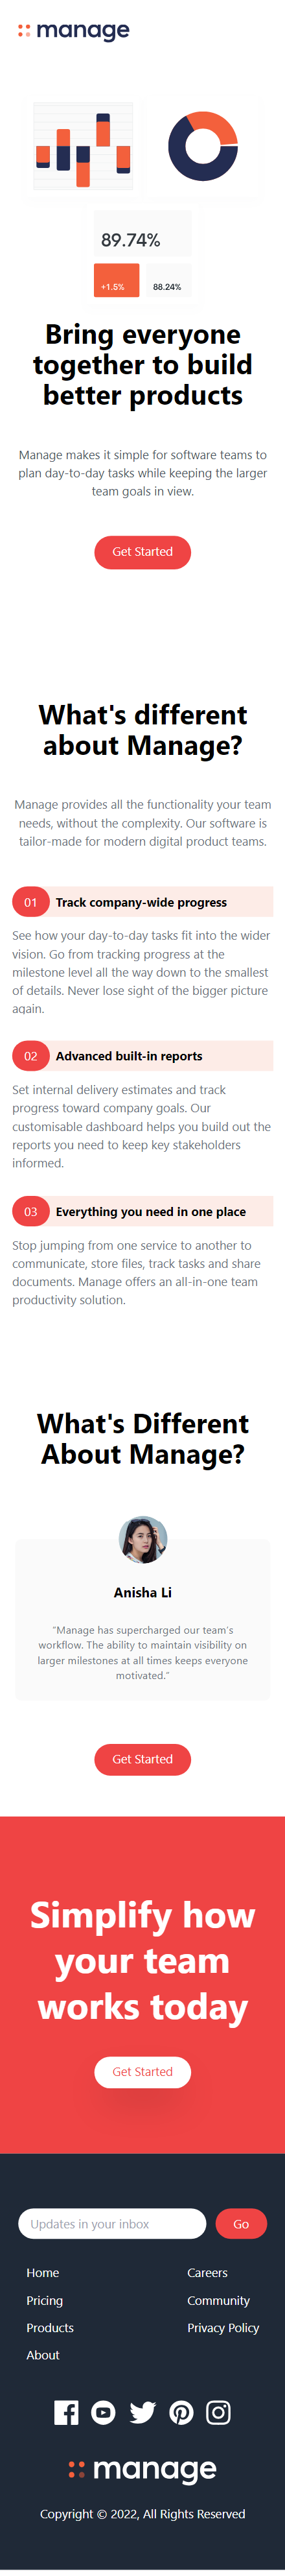 manage
89.74%
+1.5%
88.24%
Bring everyone
together to build
better products
Manage makes it simple for software teams to
plan day-to-day tasks while keeping the larger
team goals in view.
Get Started
What's different
about Manage?
Manage provides all the functionality your team
needs, without the complexity. Our software is
tailor-made for modern digital product teams.
01 Track company-wide progress
See how your day-to-day tasks fit into the wider
vision. Go from tracking progress at the
milestone level all the way down to the smallest
of details. Never lose sight of the bigger picture
again.
02 Advanced built-in reports
Set internal delivery estimates and track
progress toward company goals. Our
customisable dashboard helps you build out the
reports you need to keep key stakeholders
informed.
03 Everything you need in one place
Stop jumping from one service to another to
communicate, store files, track tasks and share
documents. Manage offers an all-in-one team
productivity solution.
What's Different
About Manage?
Anisha Li
“Manage has supercharged our team's
workflow. The ability to maintain visibility on
larger milestones at all times keeps everyone
motivated.”
Get Started
Simplify how
your team
works today
Get Started
Updates in your inbox
Go
Home
Pricing
Products
About
Careers
Community
Privacy Policy
manage
Copyright © 2022, All Rights Reserved